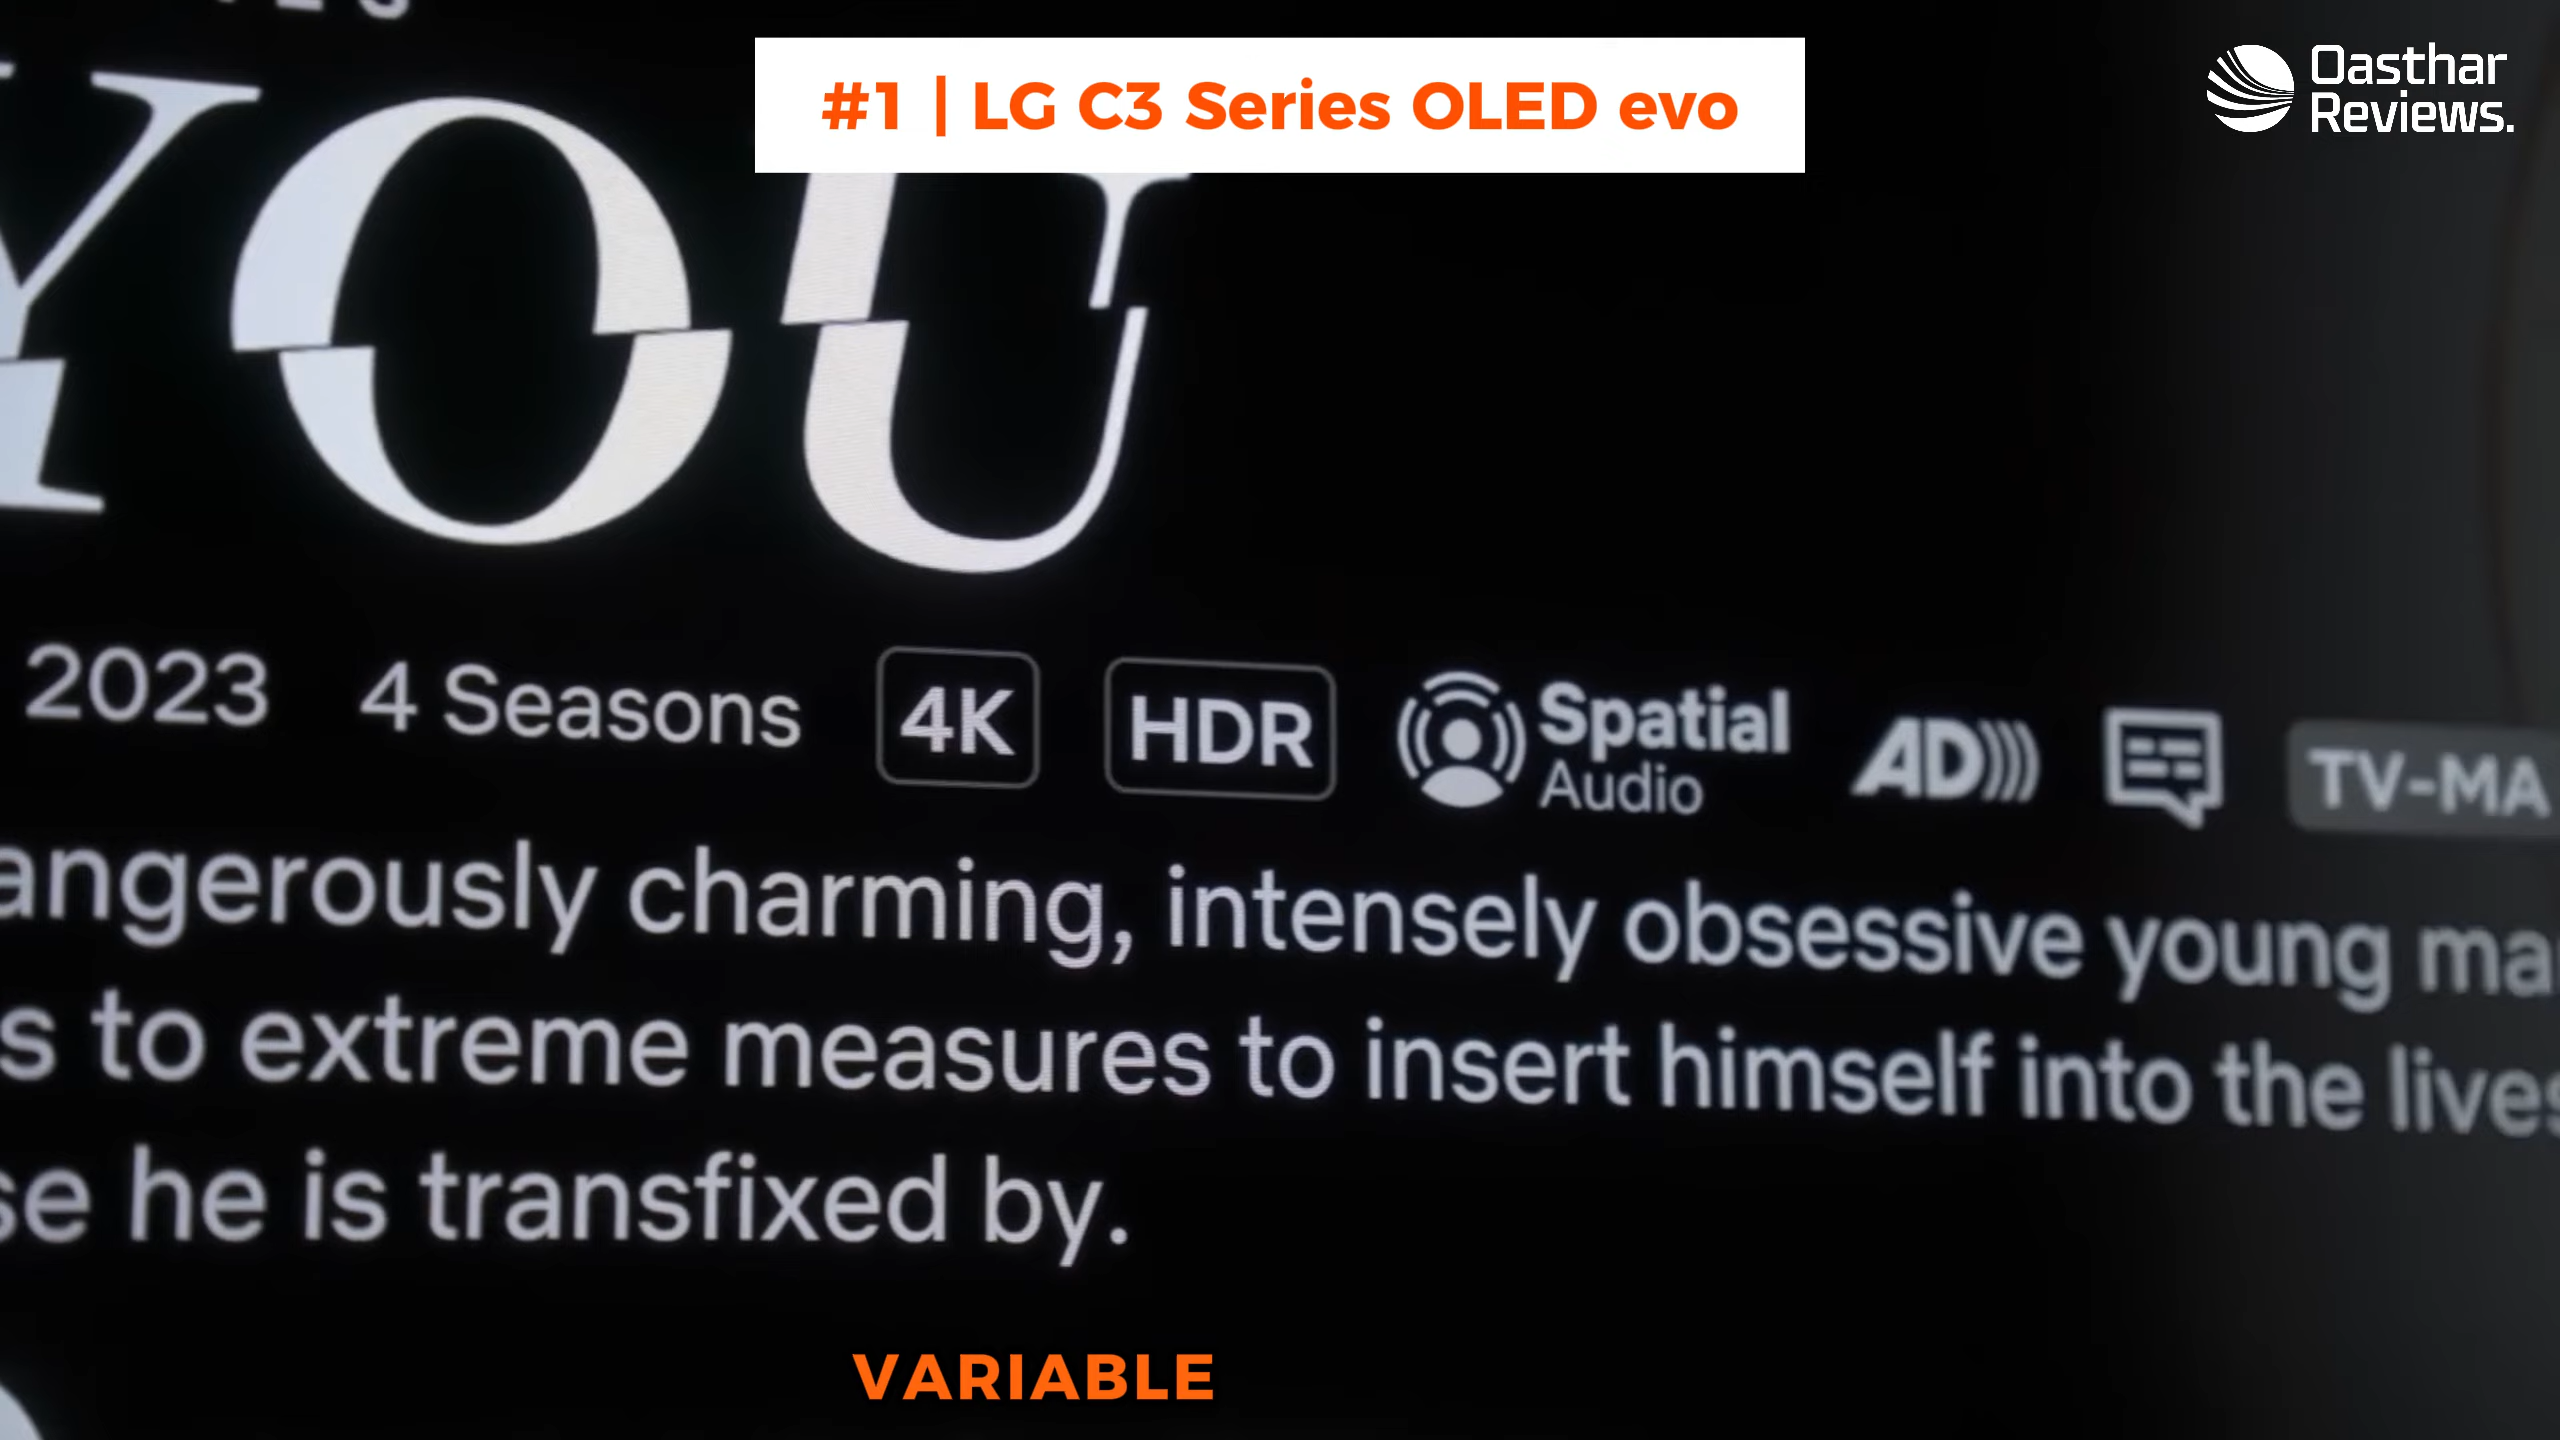 #1 | LG C3 Series OLED evo
Oasthar
Reviews.
YOU
2023 4 Seasons 4K HDR Spatial Audio AD))) TV-MA
angerously charming, intensely obsessive young ma
s to extreme measures to insert himself into the lives
se he is transfixed by.
VARIABLE